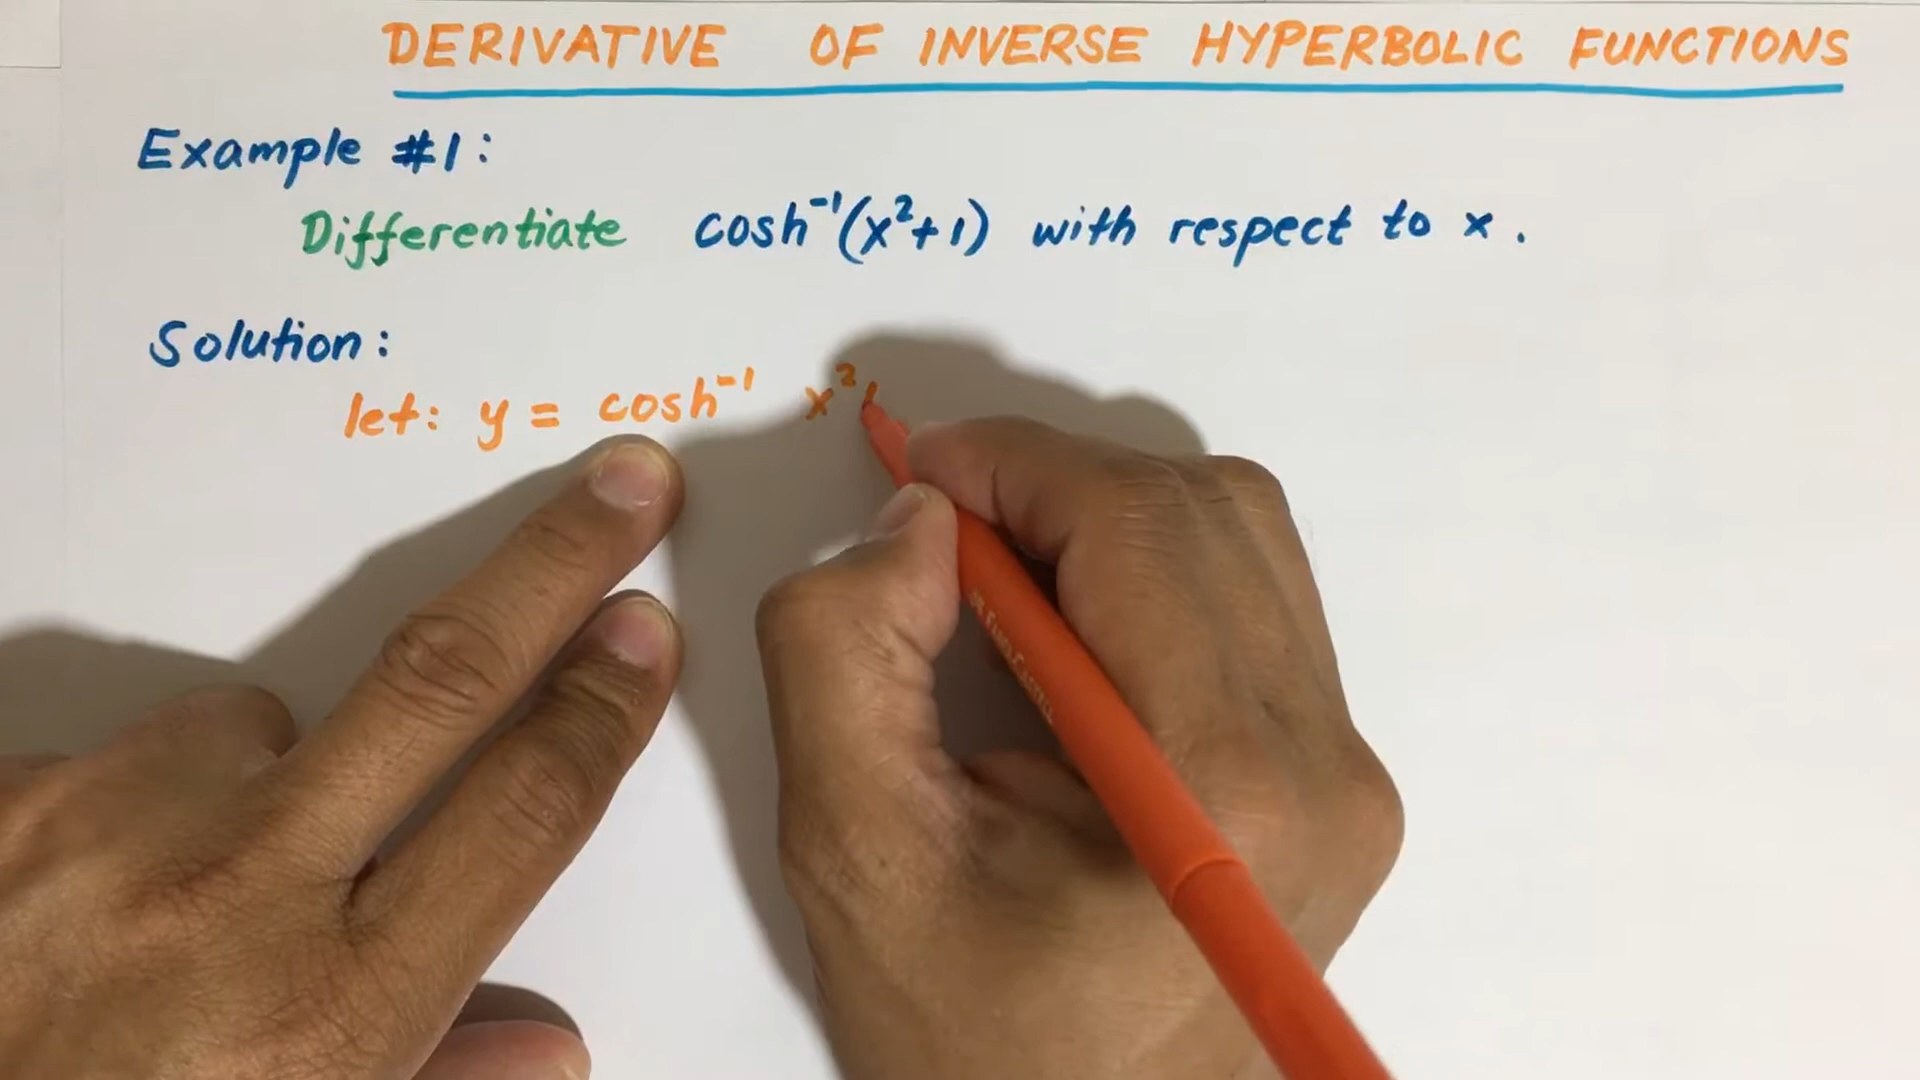 DERIVATIVE OF INVERSE HYPERBOLIC FUNCTIONS
Example #1:
Differentiate cosh⁻¹(x²+1) with respect to x.
Solution:
let: y = cosh⁻¹ x²